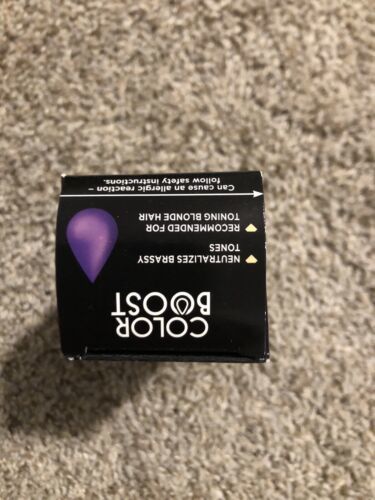 COLOR
BOOST
NEUTRALIZES BRASSY
TONES
RECOMMENDED FOR
TONING BLONDE HAIR
Can cause an allergic reaction –
follow safety instructions.